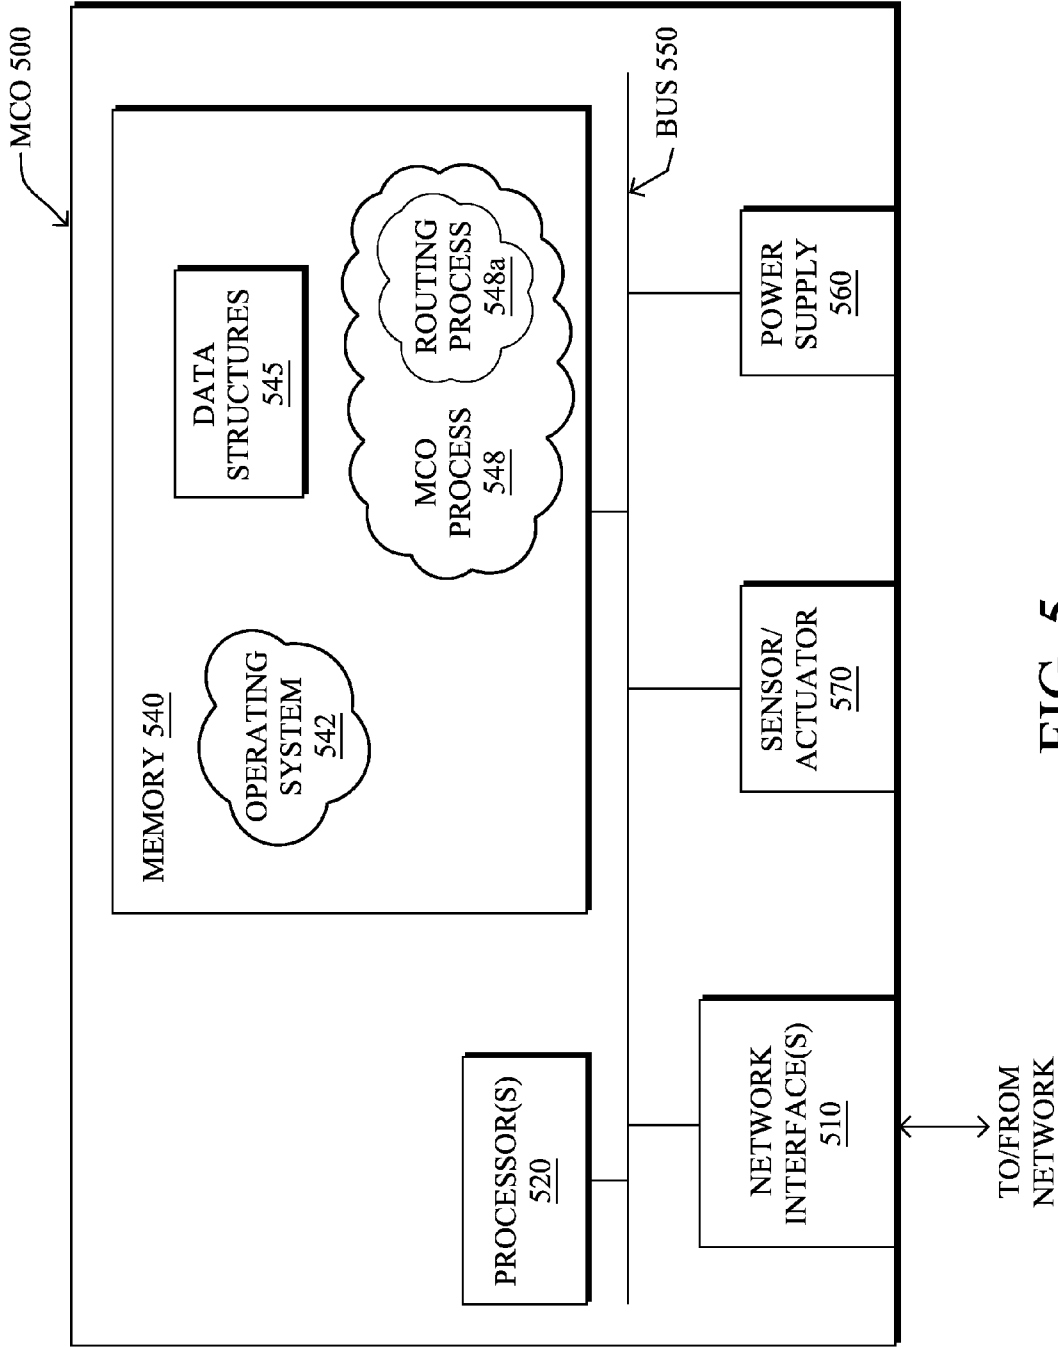 MCO 500
MEMORY 540
OPERATING
SYSTEM
542
DATA
STRUCTURES
545
MCO
PROCESS
548
ROUTING
PROCESS
548a
PROCESSOR(S)
520
BUS 550
NETWORK
INTERFACE(S)
510
SENSOR/
ACTUATOR
570
POWER
SUPPLY
560
TO/FROM
NETWORK
FIG. 5